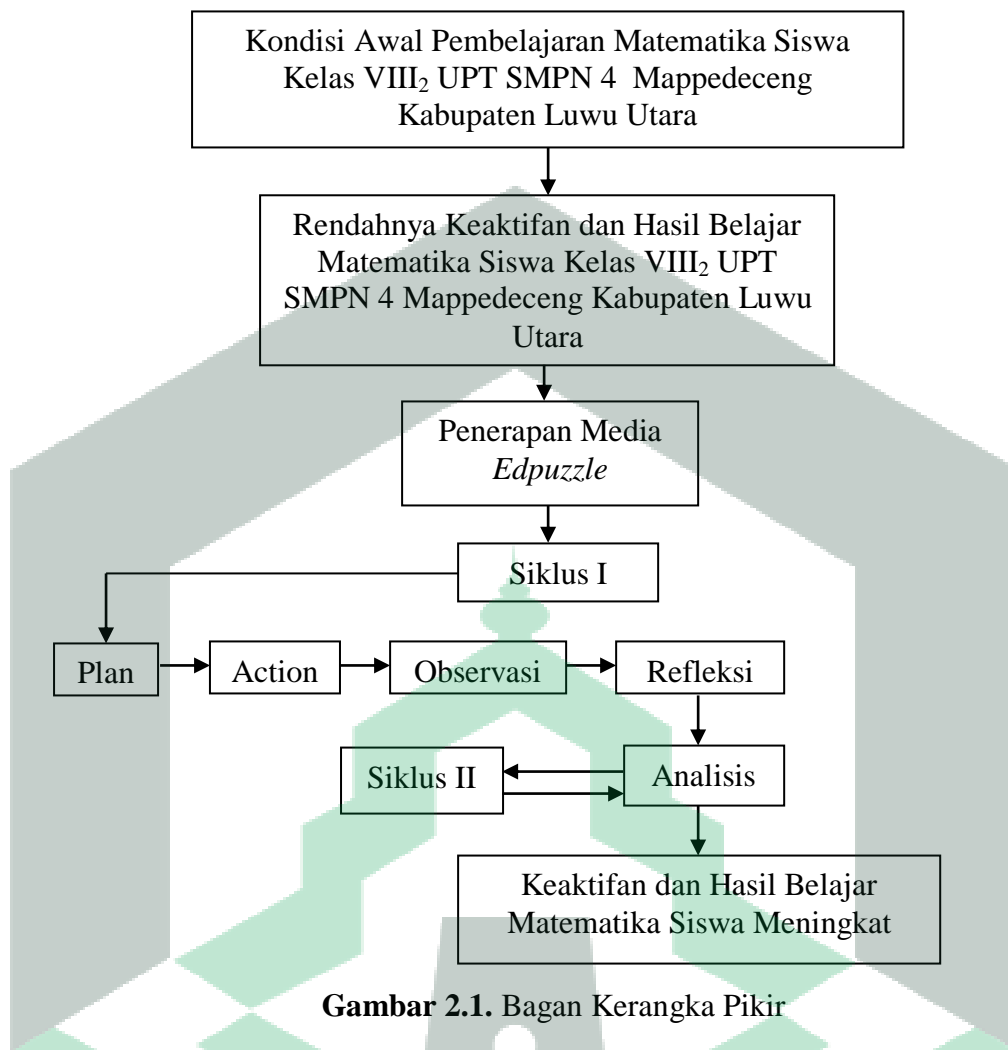 Kondisi Awal Pembelajaran Matematika Siswa
Kelas VIII₂ UPT SMPN 4 Mappedeceng
Kabupaten Luwu Utara
Rendahnya Keaktifan dan Hasil Belajar
Matematika Siswa Kelas VIII₂ UPT
SMPN 4 Mappedeceng Kabupaten Luwu
Utara
Penerapan Media
Edpuzzle
Siklus I
Plan
Action
Observasi
Refleksi
Siklus II
Analisis
Keaktifan dan Hasil Belajar
Matematika Siswa Meningkat
Gambar 2.1. Bagan Kerangka Pikir